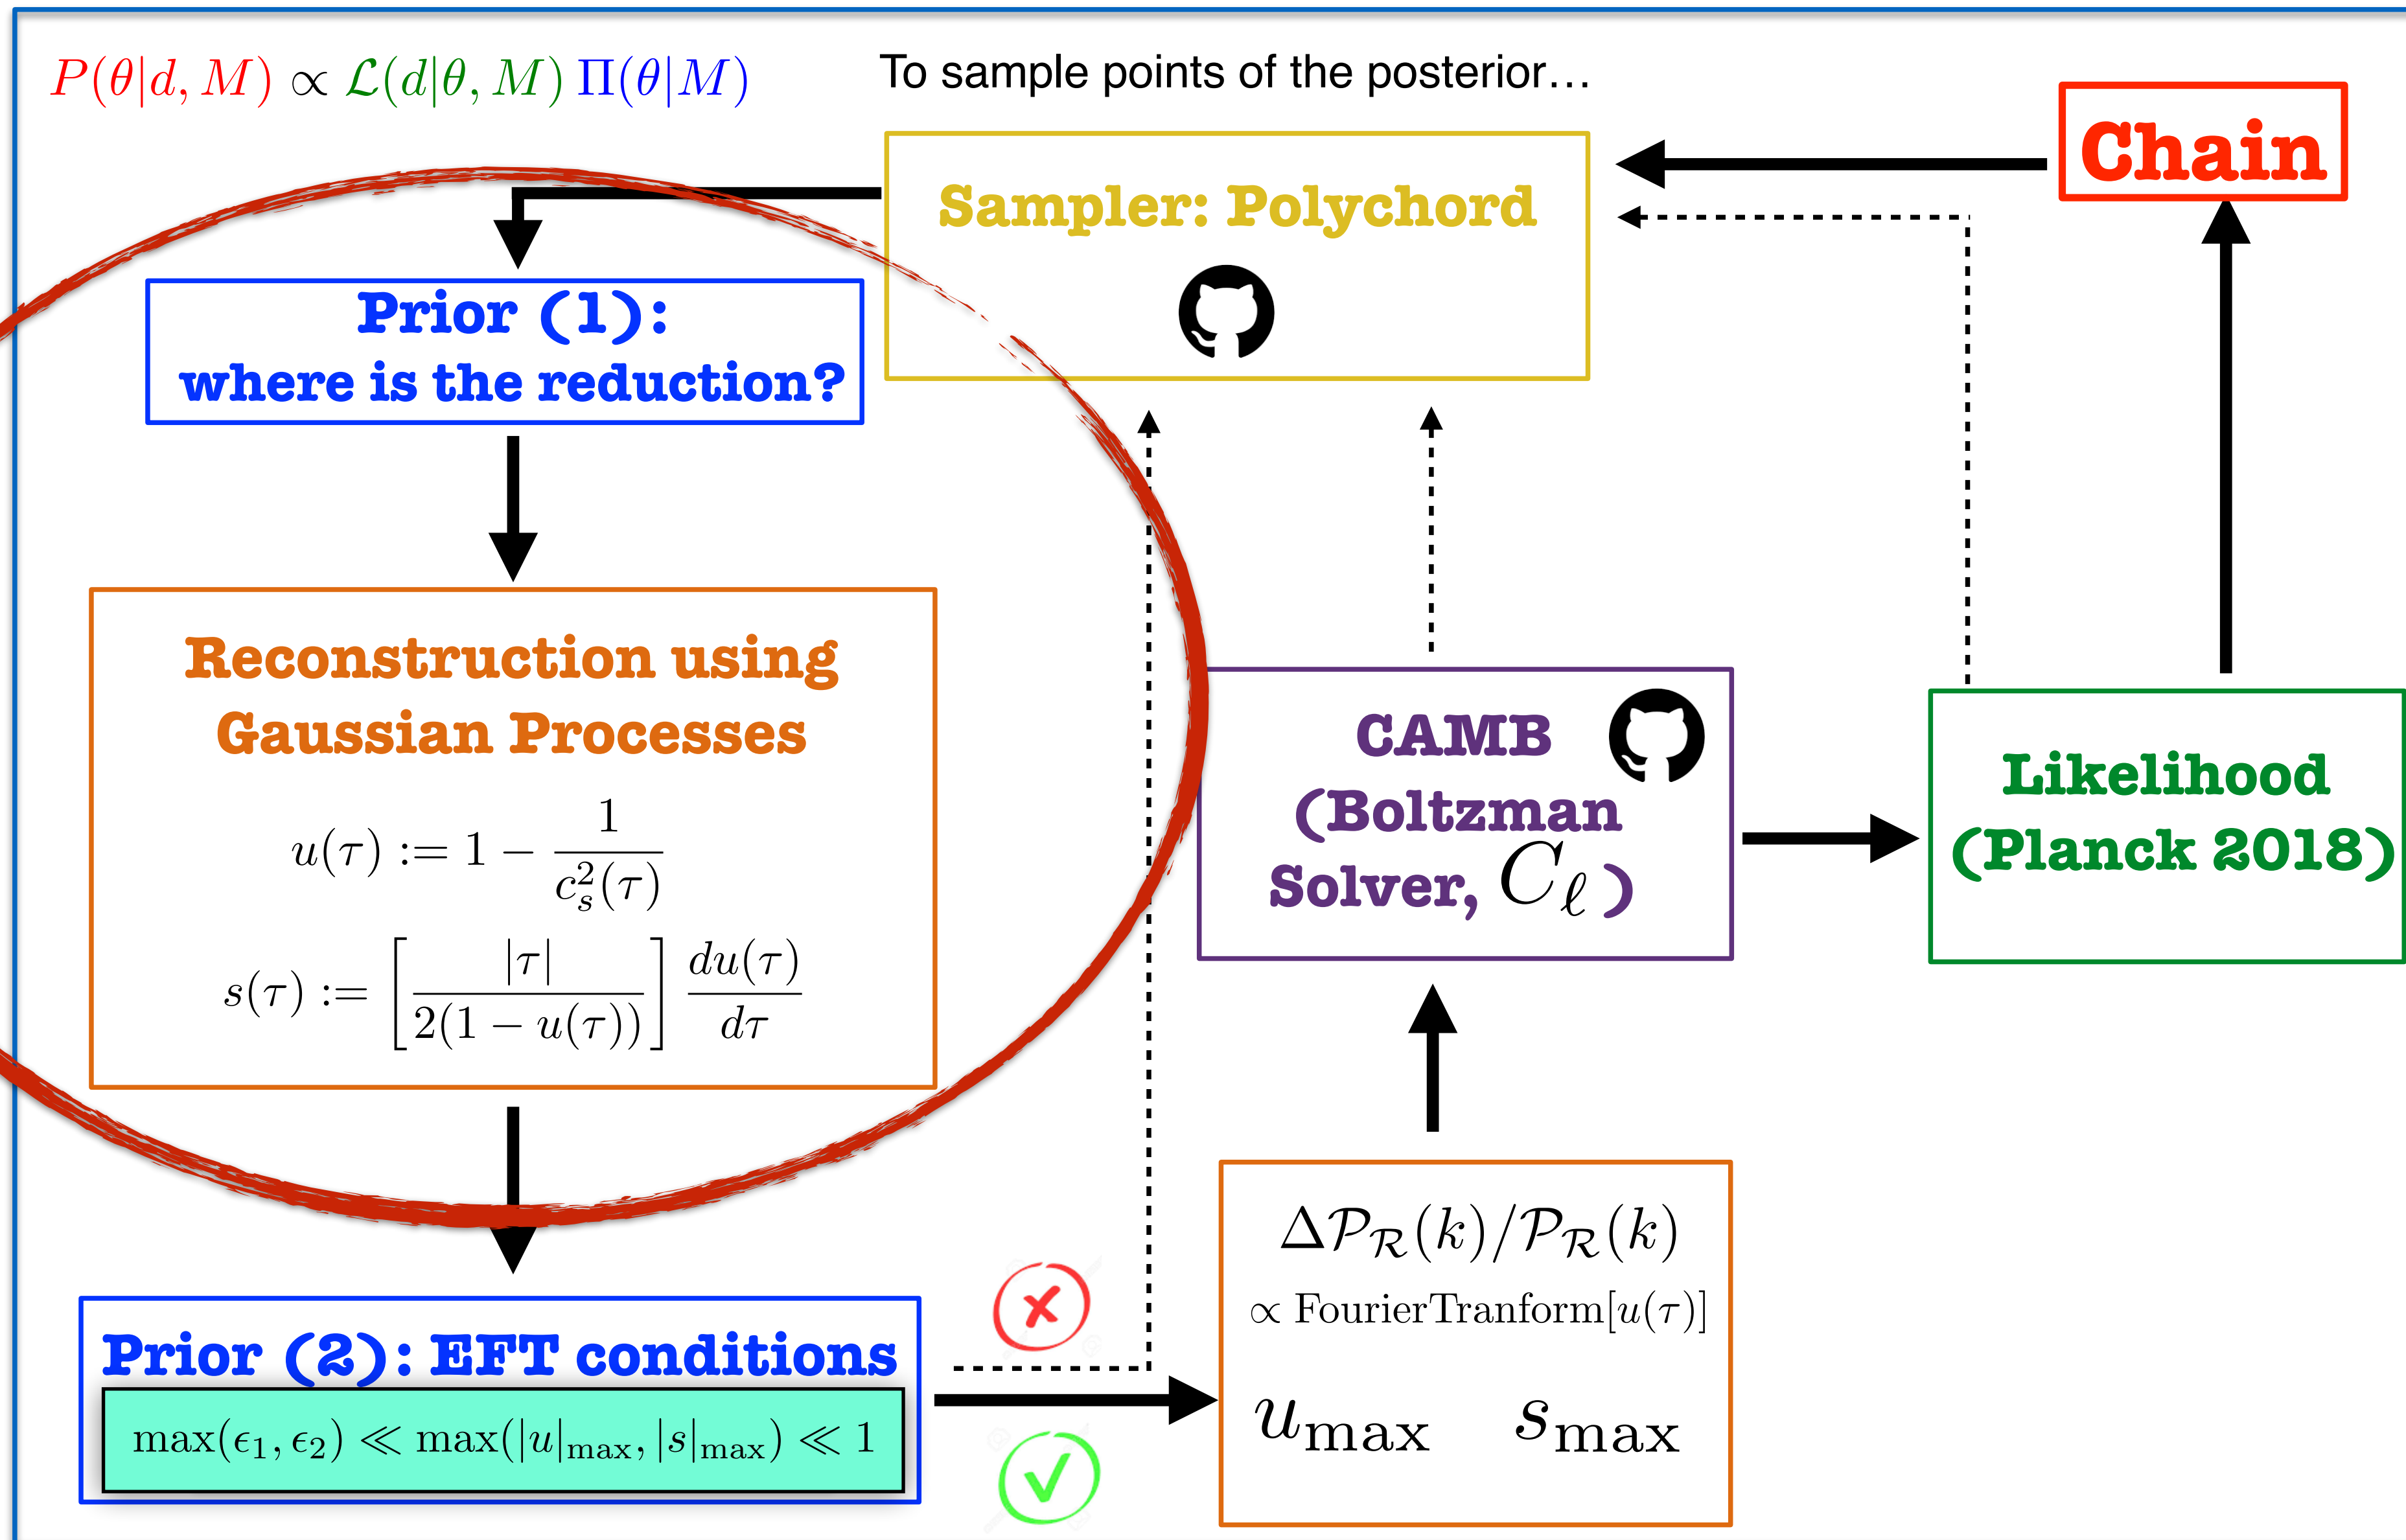 P(θ|d, M) ∝ ℒ(d|θ, M) Π(θ|M)
To sample points of the posterior…
Chain
Sampler: Polychord
Prior (1):
where is the reduction?
Reconstruction using
Gaussian Processes
u(τ) := 1 − 1/c_s^2(τ)
s(τ) := [|τ|/2(1 − u(τ))] du(τ)/dτ
Prior (2): EFT conditions
max(ϵ₁, ϵ₂) ≪ max(|u|_max, |s|_max) ≪ 1
Δ𝒫_ℛ(k)/𝒫_ℛ(k)
∝ FourierTranform[u(τ)]
u_max s_max
CAMB
(Boltzman
Solver, C_ℓ )
Likelihood
(Planck 2018)